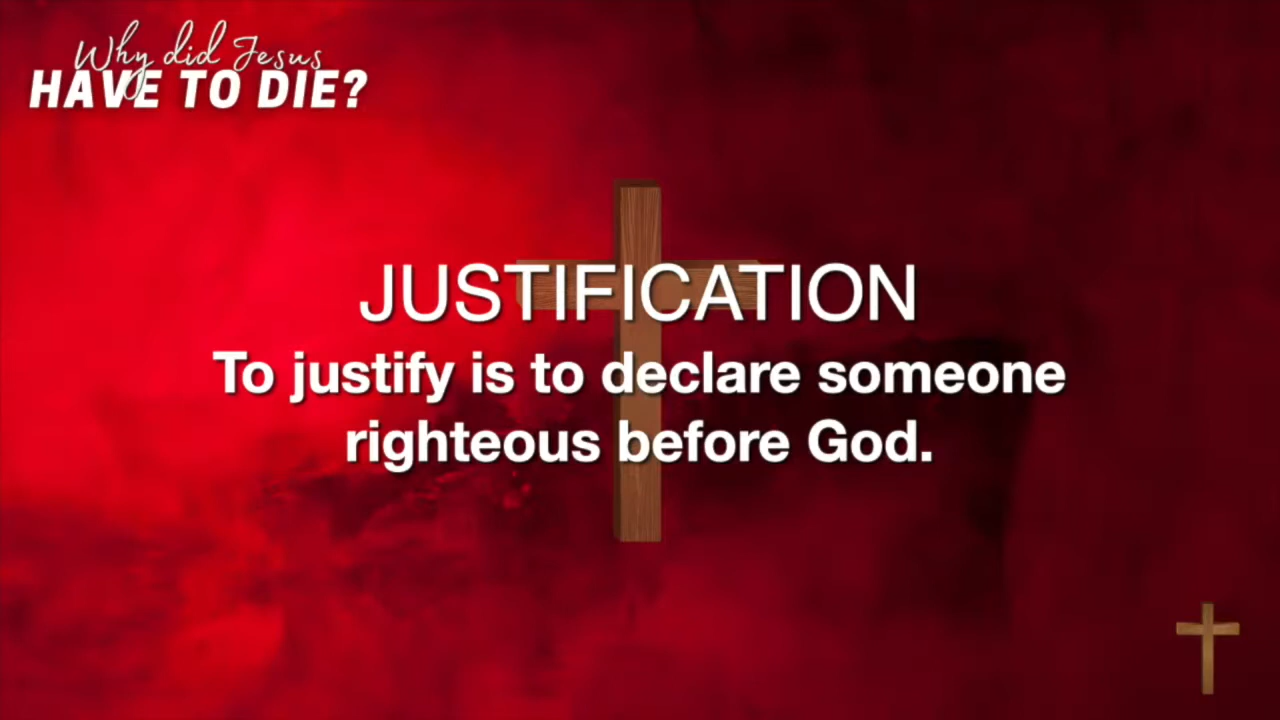 Why did Jesus
HAVE TO DIE?
JUSTIFICATION
To justify is to declare someone
righteous before God.